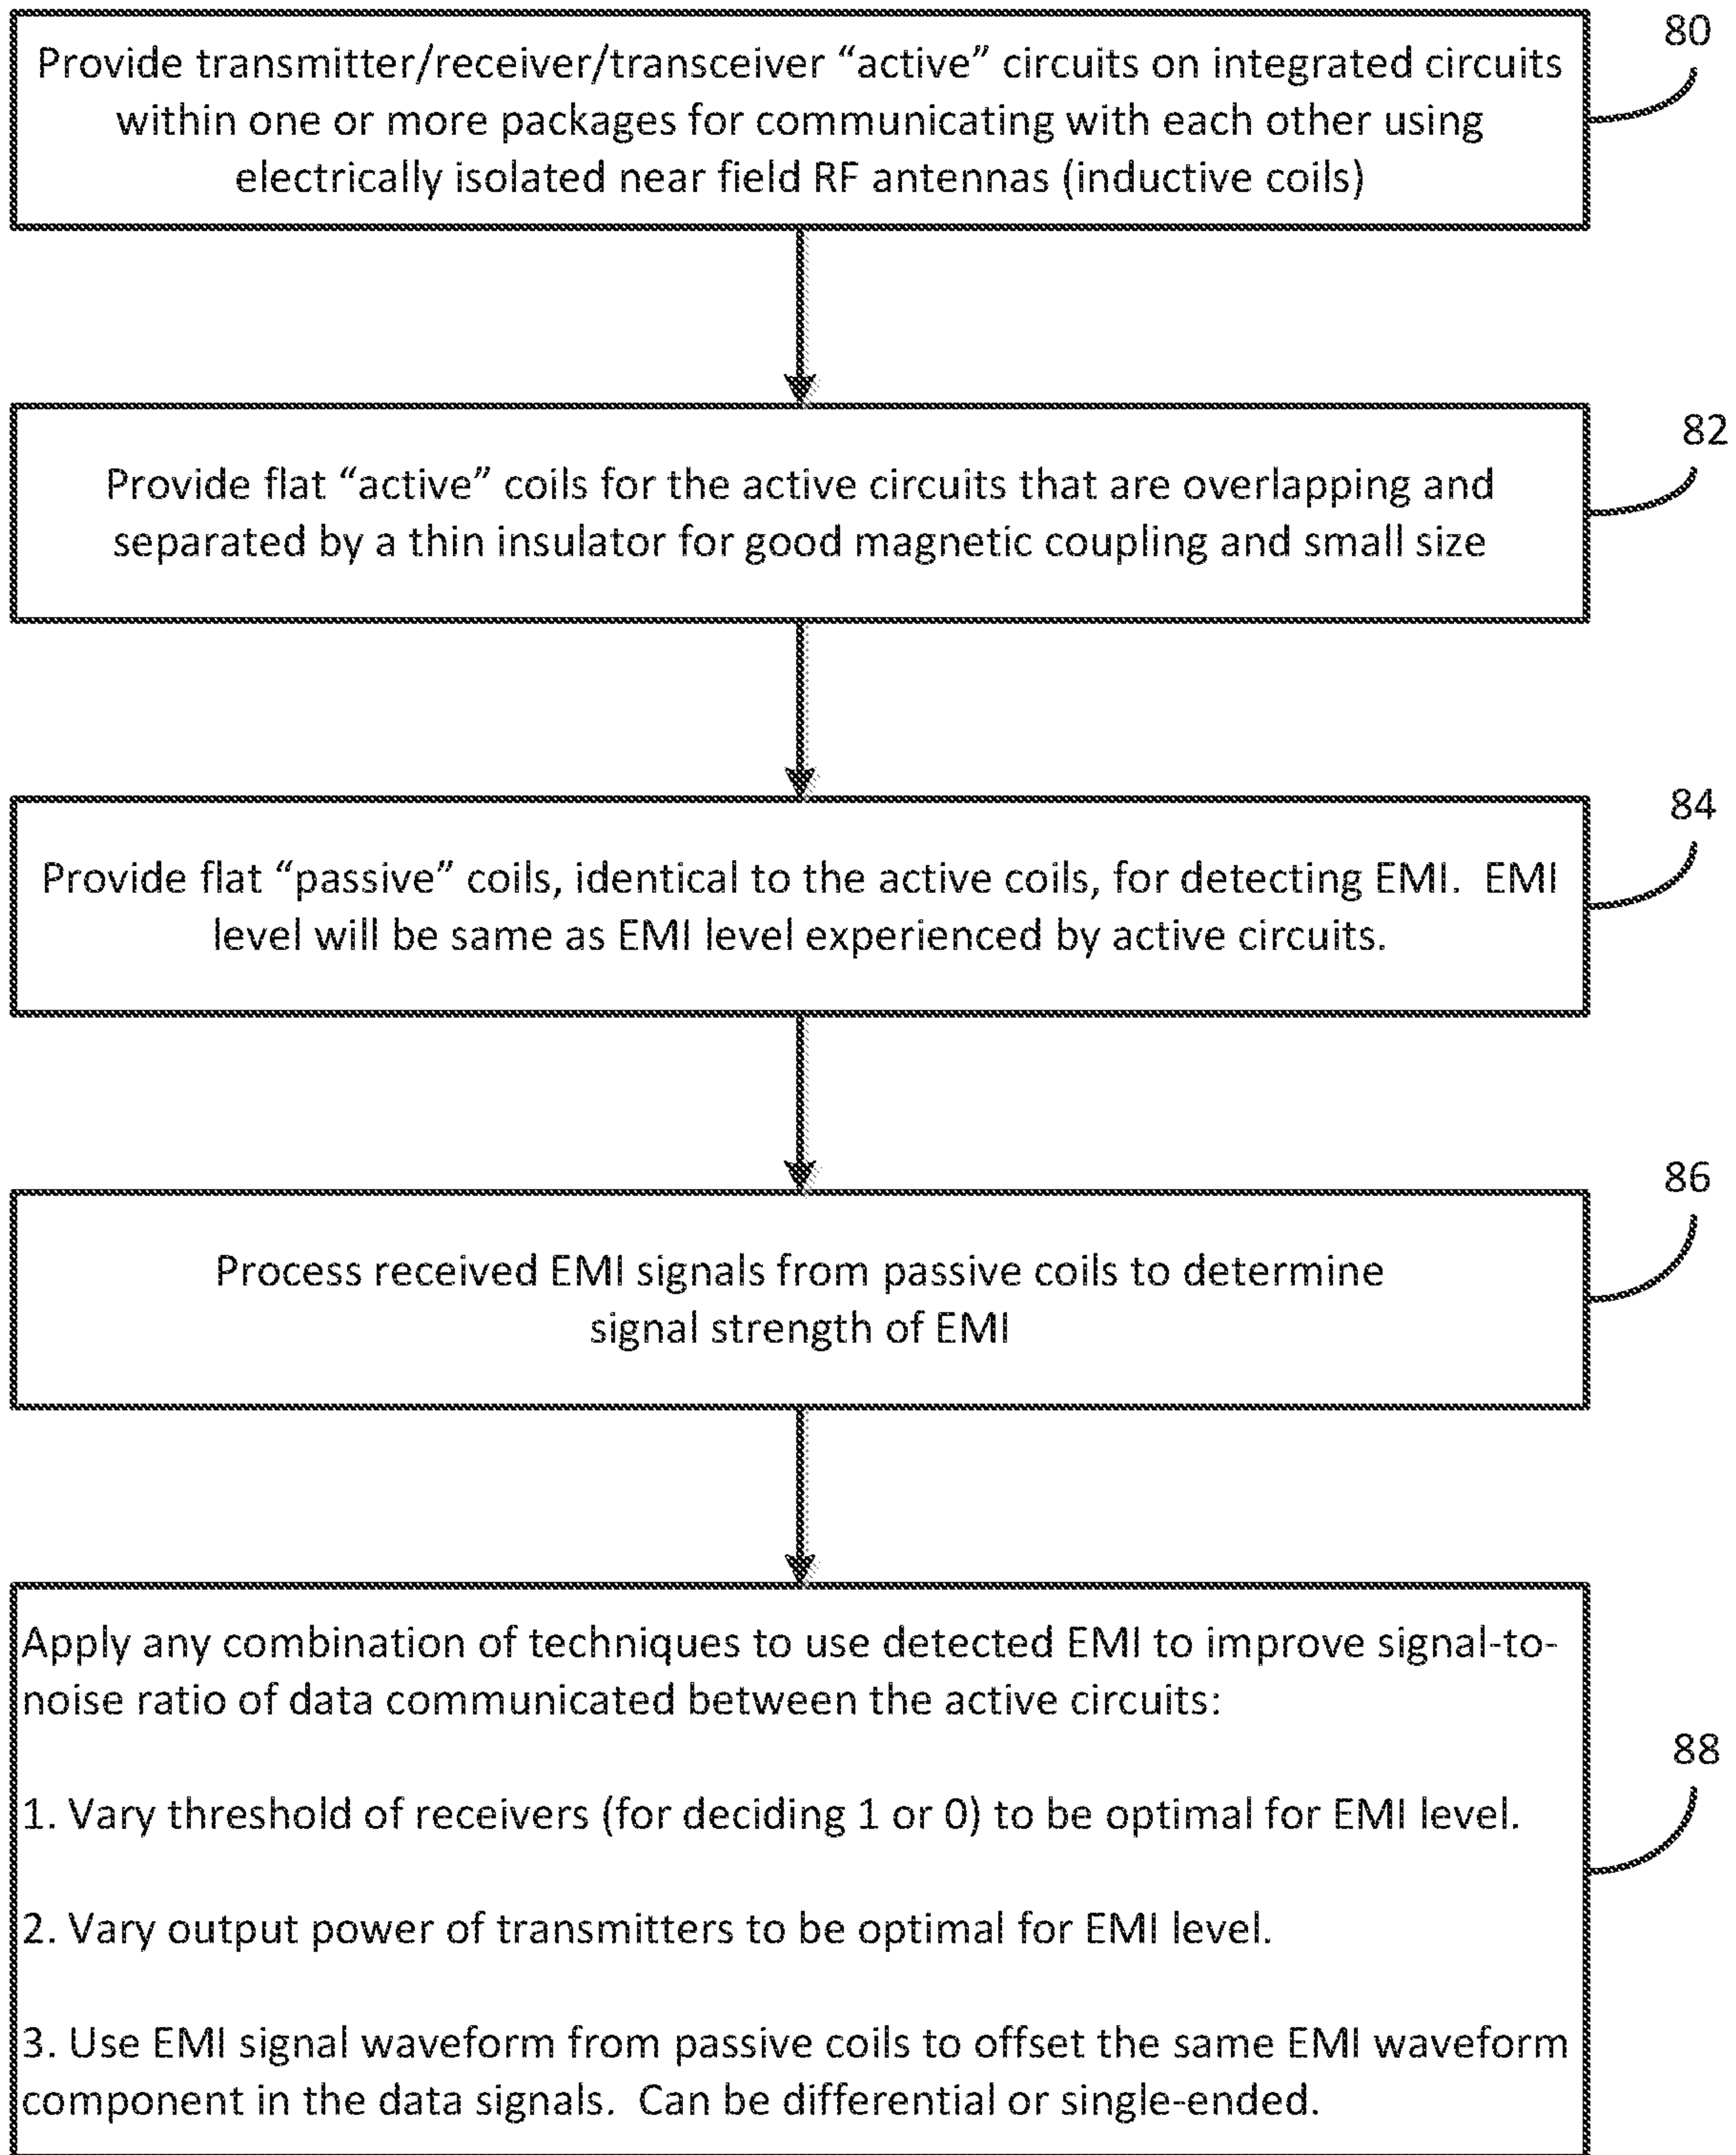 80
Provide transmitter/receiver/transceiver “active” circuits on integrated circuits
within one or more packages for communicating with each other using
electrically isolated near field RF antennas (inductive coils)
82
Provide flat “active” coils for the active circuits that are overlapping and
separated by a thin insulator for good magnetic coupling and small size
84
Provide flat “passive” coils, identical to the active coils, for detecting EMI.  EMI
level will be same as EMI level experienced by active circuits.
86
Process received EMI signals from passive coils to determine
signal strength of EMI
Apply any combination of techniques to use detected EMI to improve signal-to-
noise ratio of data communicated between the active circuits:
88
1. Vary threshold of receivers (for deciding 1 or 0) to be optimal for EMI level.
2. Vary output power of transmitters to be optimal for EMI level.
3. Use EMI signal waveform from passive coils to offset the same EMI waveform
component in the data signals.  Can be differential or single-ended.